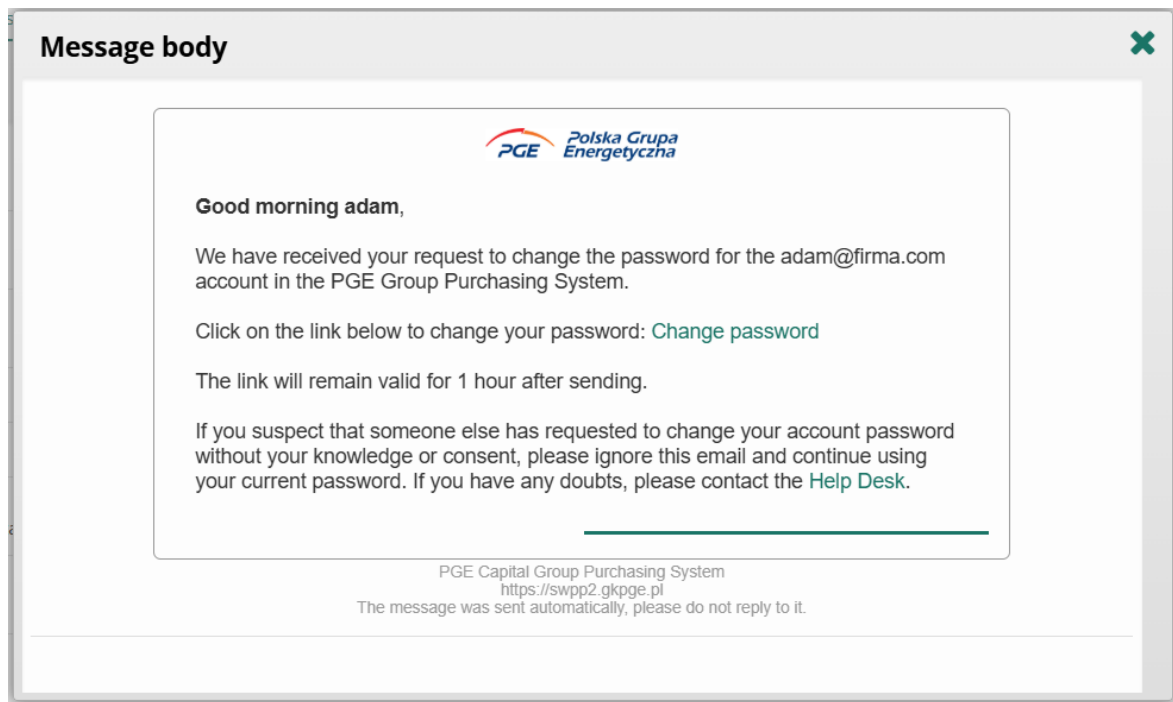 Message body
PGE Polska Grupa
Energetyczna
Good morning adam,
We have received your request to change the password for the adam@firma.com
account in the PGE Group Purchasing System.
Click on the link below to change your password: Change password
The link will remain valid for 1 hour after sending.
If you suspect that someone else has requested to change your account password
without your knowledge or consent, please ignore this email and continue using
your current password. If you have any doubts, please contact the Help Desk.
PGE Capital Group Purchasing System
https://swpp2.gkpge.pl
The message was sent automatically, please do not reply to it.